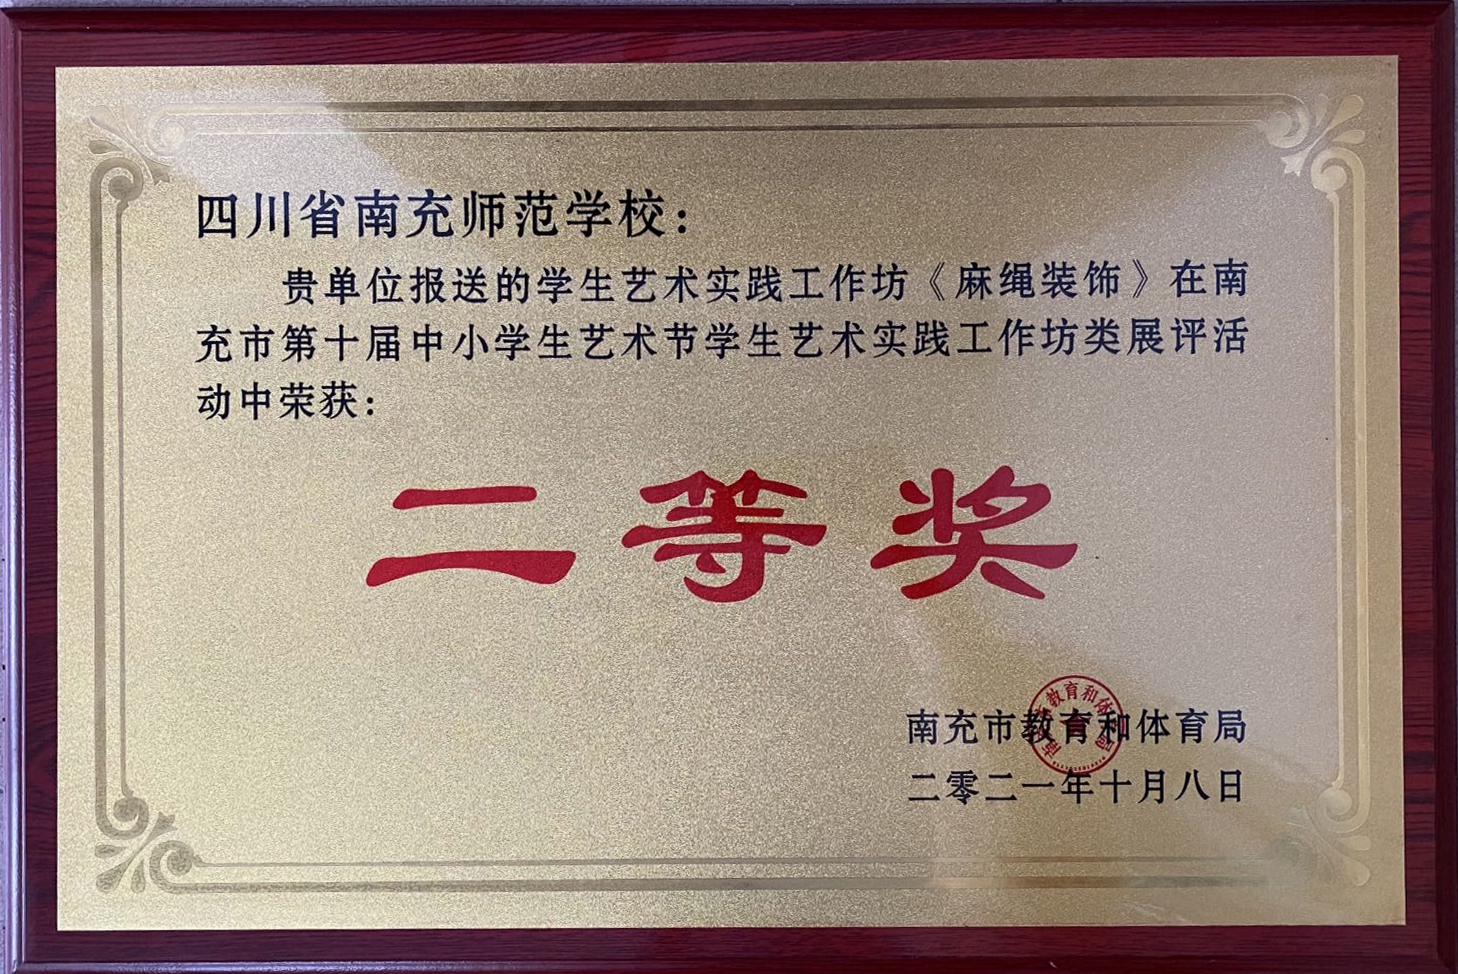 四川省南充师范学校：
贵单位报送的学生艺术实践工作坊《麻绳装饰》在南
充市第十届中小学生艺术节学生艺术实践工作坊类展评活
动中荣获：
二等奖
南充市教育和体育局
二零二一年十月八日